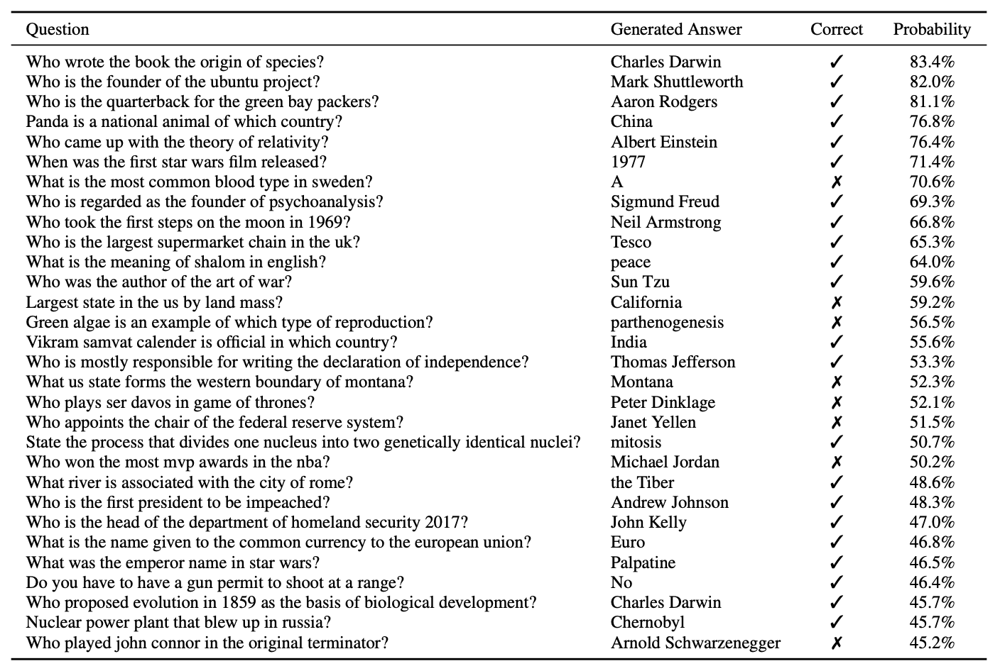 Question Generated Answer Correct Probability
Who wrote the book the origin of species? Charles Darwin ✓ 83.4%
Who is the founder of the ubuntu project? Mark Shuttleworth ✓ 82.0%
Who is the quarterback for the green bay packers? Aaron Rodgers ✓ 81.1%
Panda is a national animal of which country? China ✓ 76.8%
Who came up with the theory of relativity? Albert Einstein ✓ 76.4%
When was the first star wars film released? 1977 ✓ 71.4%
What is the most common blood type in sweden? A ✗ 70.6%
Who is regarded as the founder of psychoanalysis? Sigmund Freud ✓ 69.3%
Who took the first steps on the moon in 1969? Neil Armstrong ✓ 66.8%
Who is the largest supermarket chain in the uk? Tesco ✓ 65.3%
What is the meaning of shalom in english? peace ✓ 64.0%
Who was the author of the art of war? Sun Tzu ✓ 59.6%
Largest state in the us by land mass? California ✗ 59.2%
Green algae is an example of which type of reproduction? parthenogenesis ✗ 56.5%
Vikram samvat calender is official in which country? India ✓ 55.6%
Who is mostly responsible for writing the declaration of independence? Thomas Jefferson ✓ 53.3%
What us state forms the western boundary of montana? Montana ✗ 52.3%
Who plays ser davos in game of thrones? Peter Dinklage ✗ 52.1%
Who appoints the chair of the federal reserve system? Janet Yellen ✗ 51.5%
State the process that divides one nucleus into two genetically identical nuclei? mitosis ✓ 50.7%
Who won the most mvp awards in the nba? Michael Jordan ✗ 50.2%
What river is associated with the city of rome? the Tiber ✓ 48.6%
Who is the first president to be impeached? Andrew Johnson ✓ 48.3%
Who is the head of the department of homeland security 2017? John Kelly ✓ 47.0%
What is the name given to the common currency to the european union? Euro ✓ 46.8%
What was the emperor name in star wars? Palpatine ✓ 46.5%
Do you have to have a gun permit to shoot at a range? No ✓ 46.4%
Who proposed evolution in 1859 as the basis of biological development? Charles Darwin ✓ 45.7%
Nuclear power plant that blew up in russia? Chernobyl ✓ 45.7%
Who played john connor in the original terminator? Arnold Schwarzenegger ✗ 45.2%